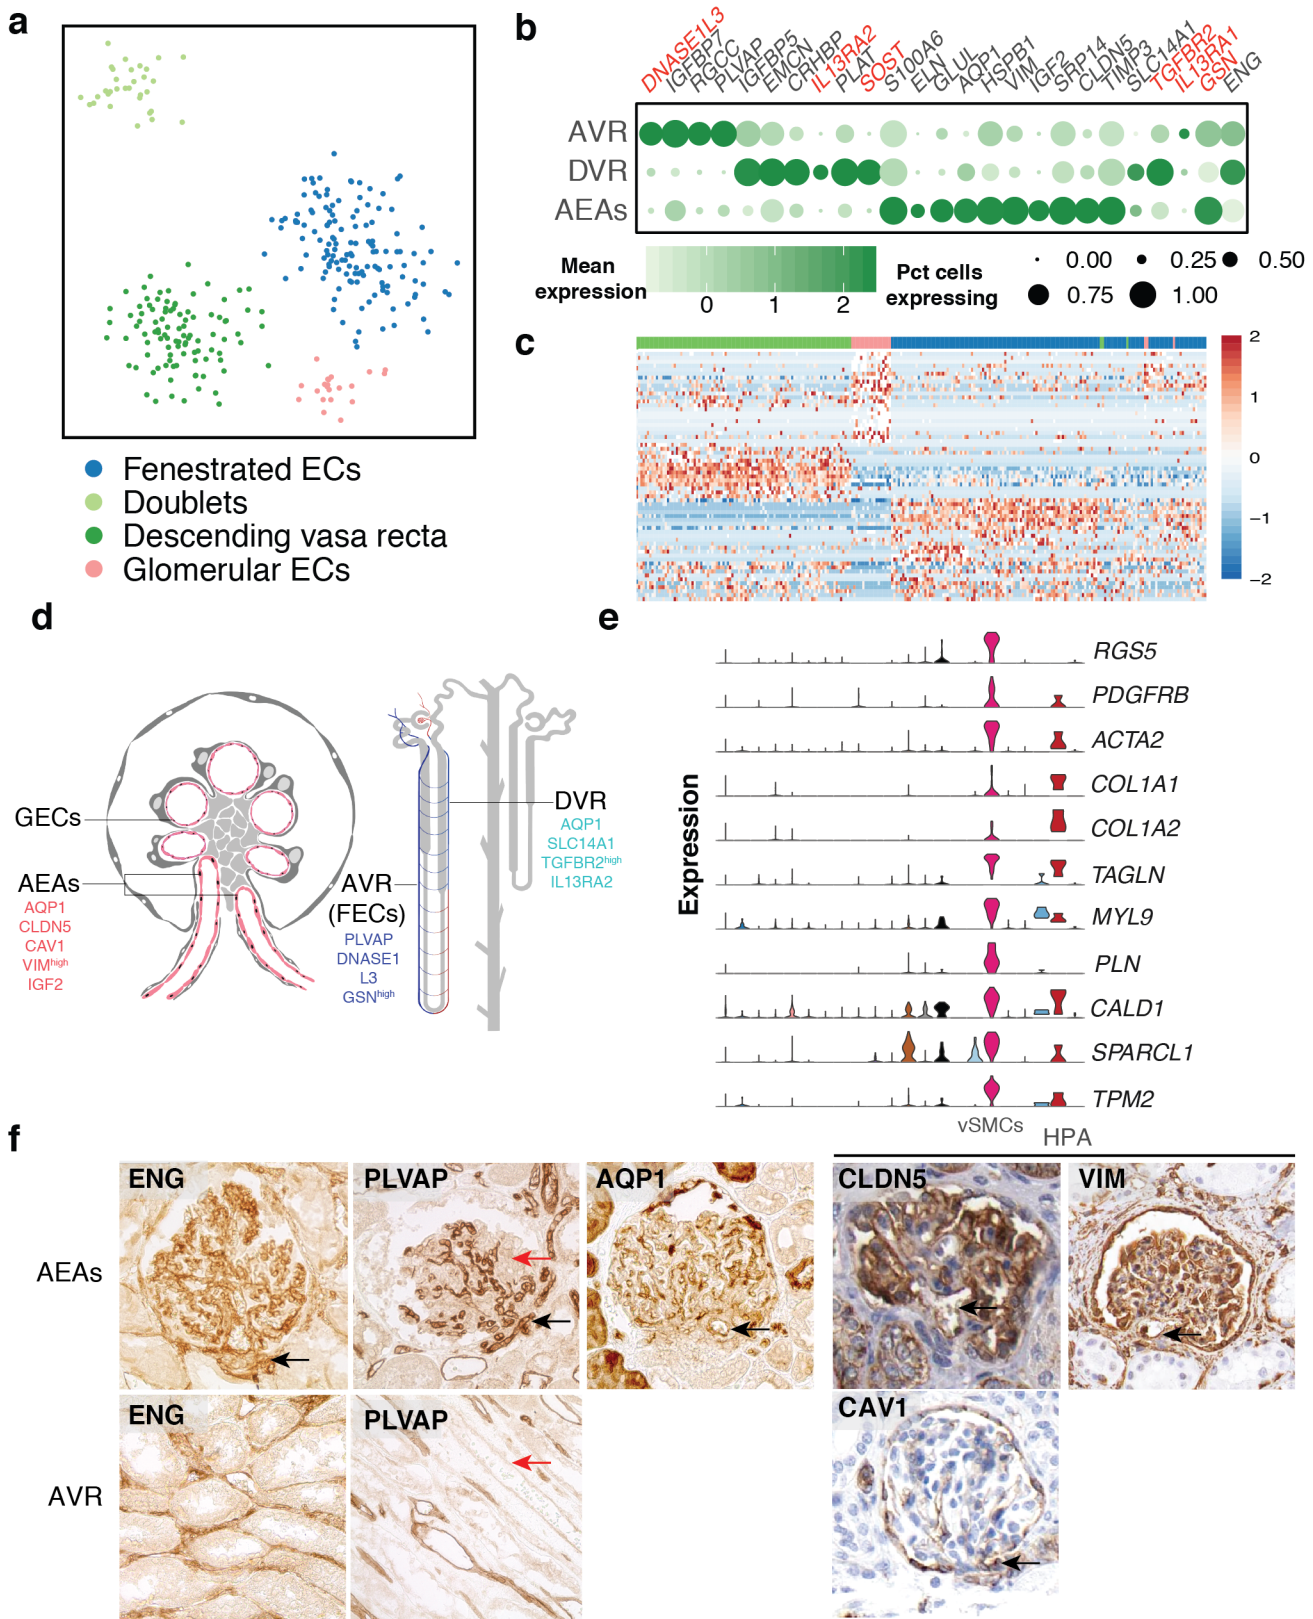 a
Fenestrated ECs
Doublets
Descending vasa recta
Glomerular ECs
b
DNASE1L3
IGFBP7
RGCC
PLVAP
IGFBP5
EMCN
CRHBP
IL13RA2
PLAT
SOST
S100A6
ELN
GLUL
AQP1
HSPB1
VIM
IGF2
SRP14
CLDN5
TIMP3
SLC14A1
TGFBR2
IL13RA1
GSN
ENG
AVR
DVR
AEAs
Mean
expression
0 1 2
Pct cells
expressing
0.00 0.25 0.50
0.75 1.00
c
2
1
0
−1
−2
d
GECs
AEAs
AQP1
CLDN5
CAV1
VIMhigh
IGF2
AVR
(FECs)
PLVAP
DNASE1
L3
GSNhigh
DVR
AQP1
SLC14A1
TGFBR2high
IL13RA2
e
Expression
RGS5
PDGFRB
ACTA2
COL1A1
COL1A2
TAGLN
MYL9
PLN
CALD1
SPARCL1
TPM2
vSMCs
f
HPA
AEAs
ENG
PLVAP
AQP1
CLDN5
VIM
AVR
ENG
PLVAP
CAV1